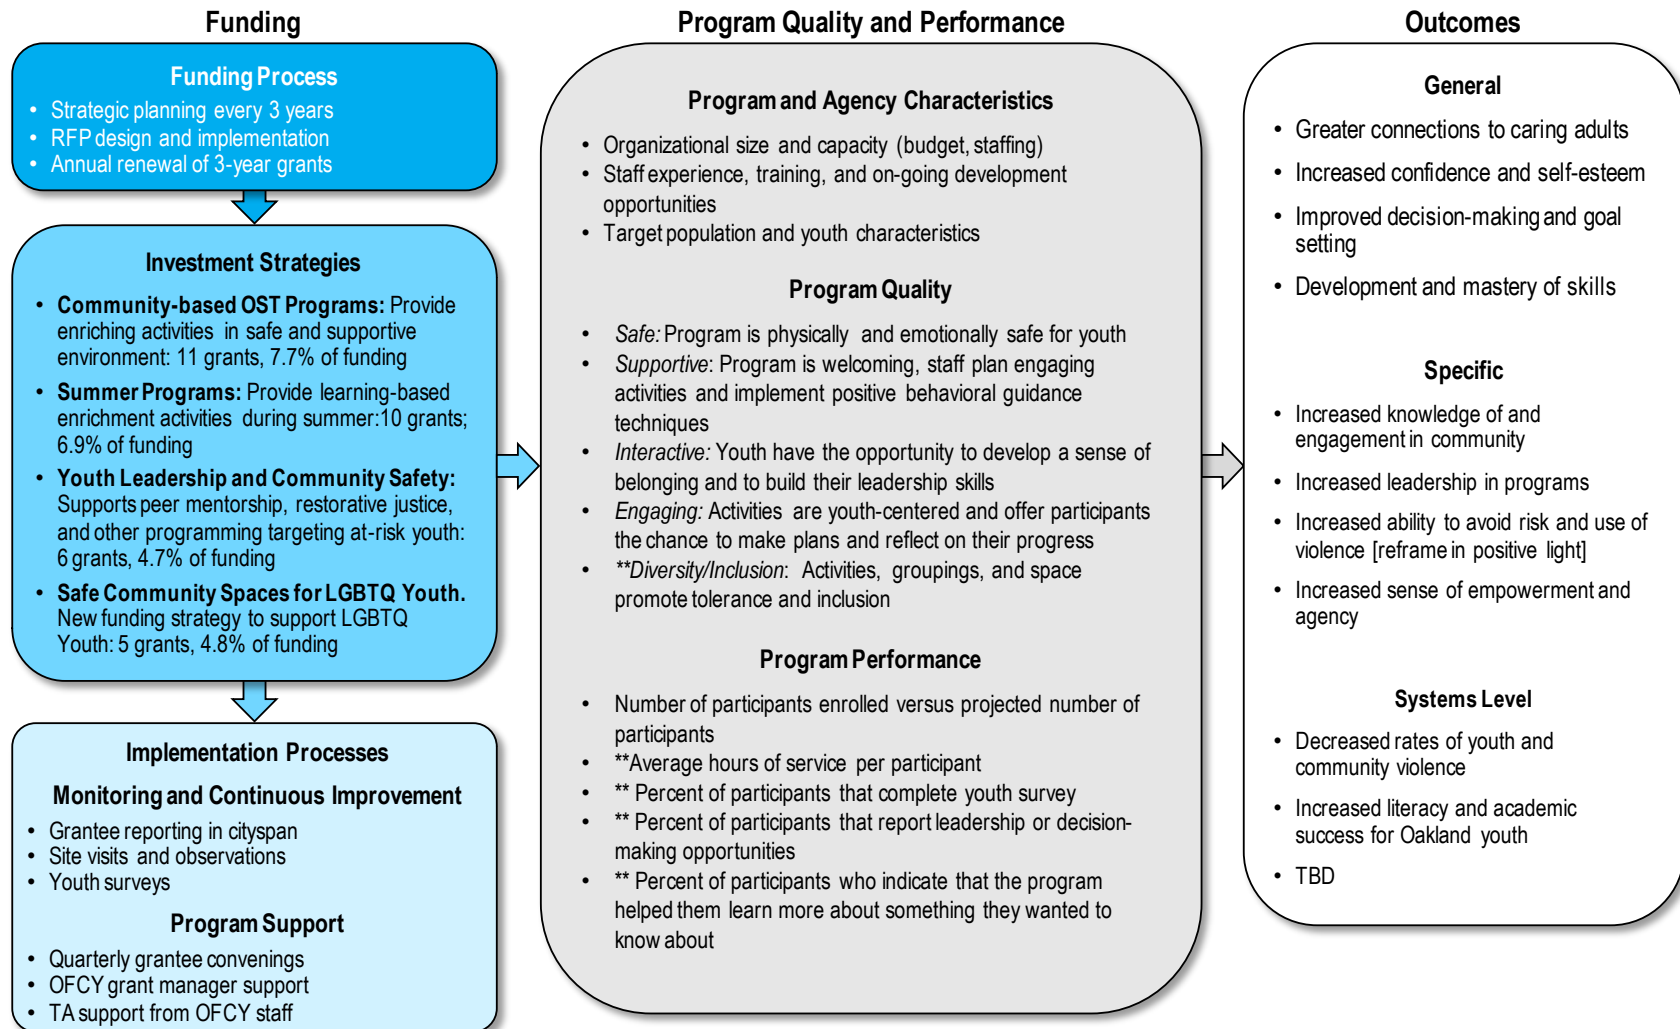 Funding
Funding Process
• Strategic planning every 3 years
• RFP design and implementation
• Annual renewal of 3-year grants
Investment Strategies
• Community-based OST Programs: Provide
enriching activities in safe and supportive
environment: 11 grants, 7.7% of funding
• Summer Programs: Provide learning-based
enrichment activities during summer:10 grants;
6.9% of funding
• Youth Leadership and Community Safety:
Supports peer mentorship, restorative justice,
and other programming targeting at-risk youth:
6 grants, 4.7% of funding
• Safe Community Spaces for LGBTQ Youth.
New funding strategy to support LGBTQ
Youth: 5 grants, 4.8% of funding
Implementation Processes
Monitoring and Continuous Improvement
• Grantee reporting in cityspan
• Site visits and observations
• Youth surveys
Program Support
• Quarterly grantee convenings
• OFCY grant manager support
• TA support from OFCY staff
Program Quality and Performance
Program and Agency Characteristics
• Organizational size and capacity (budget, staffing)
• Staff experience, training, and on-going development
opportunities
• Target population and youth characteristics
Program Quality
• Safe: Program is physically and emotionally safe for youth
• Supportive: Program is welcoming, staff plan engaging
activities and implement positive behavioral guidance
techniques
• Interactive: Youth have the opportunity to develop a sense of
belonging and to build their leadership skills
• Engaging: Activities are youth-centered and offer participants
the chance to make plans and reflect on their progress
• **Diversity/Inclusion: Activities, groupings, and space
promote tolerance and inclusion
Program Performance
• Number of participants enrolled versus projected number of
participants
• **Average hours of service per participant
• ** Percent of participants that complete youth survey
• ** Percent of participants that report leadership or decision-
making opportunities
• ** Percent of participants who indicate that the program
helped them learn more about something they wanted to
know about
Outcomes
General
• Greater connections to caring adults
• Increased confidence and self-esteem
• Improved decision-making and goal
setting
• Development and mastery of skills
Specific
• Increased knowledge of and
engagement in community
• Increased leadership in programs
• Increased ability to avoid risk and use of
violence [reframe in positive light]
• Increased sense of empowerment and
agency
Systems Level
• Decreased rates of youth and
community violence
• Increased literacy and academic
success for Oakland youth
• TBD